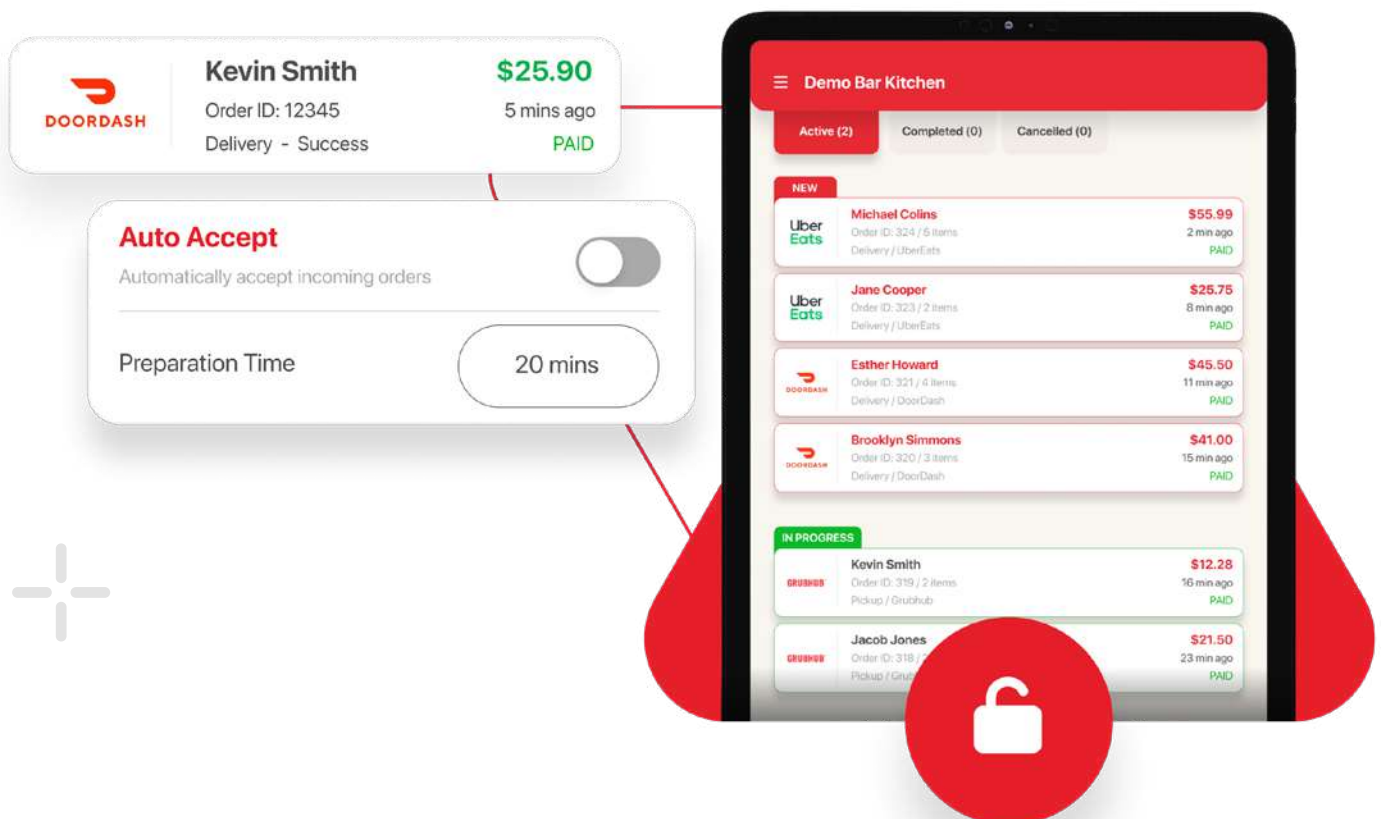 DOORDASH
Kevin Smith
$25.90
Order ID: 12345
5 mins ago
Delivery - Success
PAID
Auto Accept
Automatically accept incoming orders
Preparation Time
20 mins
Demo Bar Kitchen
Active (2)
Completed (0)
Cancelled (0)
NEW
Uber
Eats
Michael Colins
$55.99
Order ID: 324 / 5 items
2 min ago
Delivery / UberEats
PAID
Uber
Eats
Jane Cooper
$25.75
Order ID: 323 / 2 items
8 min ago
Delivery / UberEats
PAID
DOORDASH
Esther Howard
$45.50
Order ID: 321 / 4 items
11 min ago
Delivery / DoorDash
PAID
DOORDASH
Brooklyn Simmons
$41.00
Order ID: 320 / 3 items
15 min ago
Delivery / DoorDash
PAID
IN PROGRESS
GRUBHUB
Kevin Smith
$12.28
Order ID: 319 / 2 items
16 min ago
Pickup / Grubhub
PAID
GRUBHUB
Jacob Jones
$21.50
Order ID: 318 /
23 min ago
Pickup /
PAID